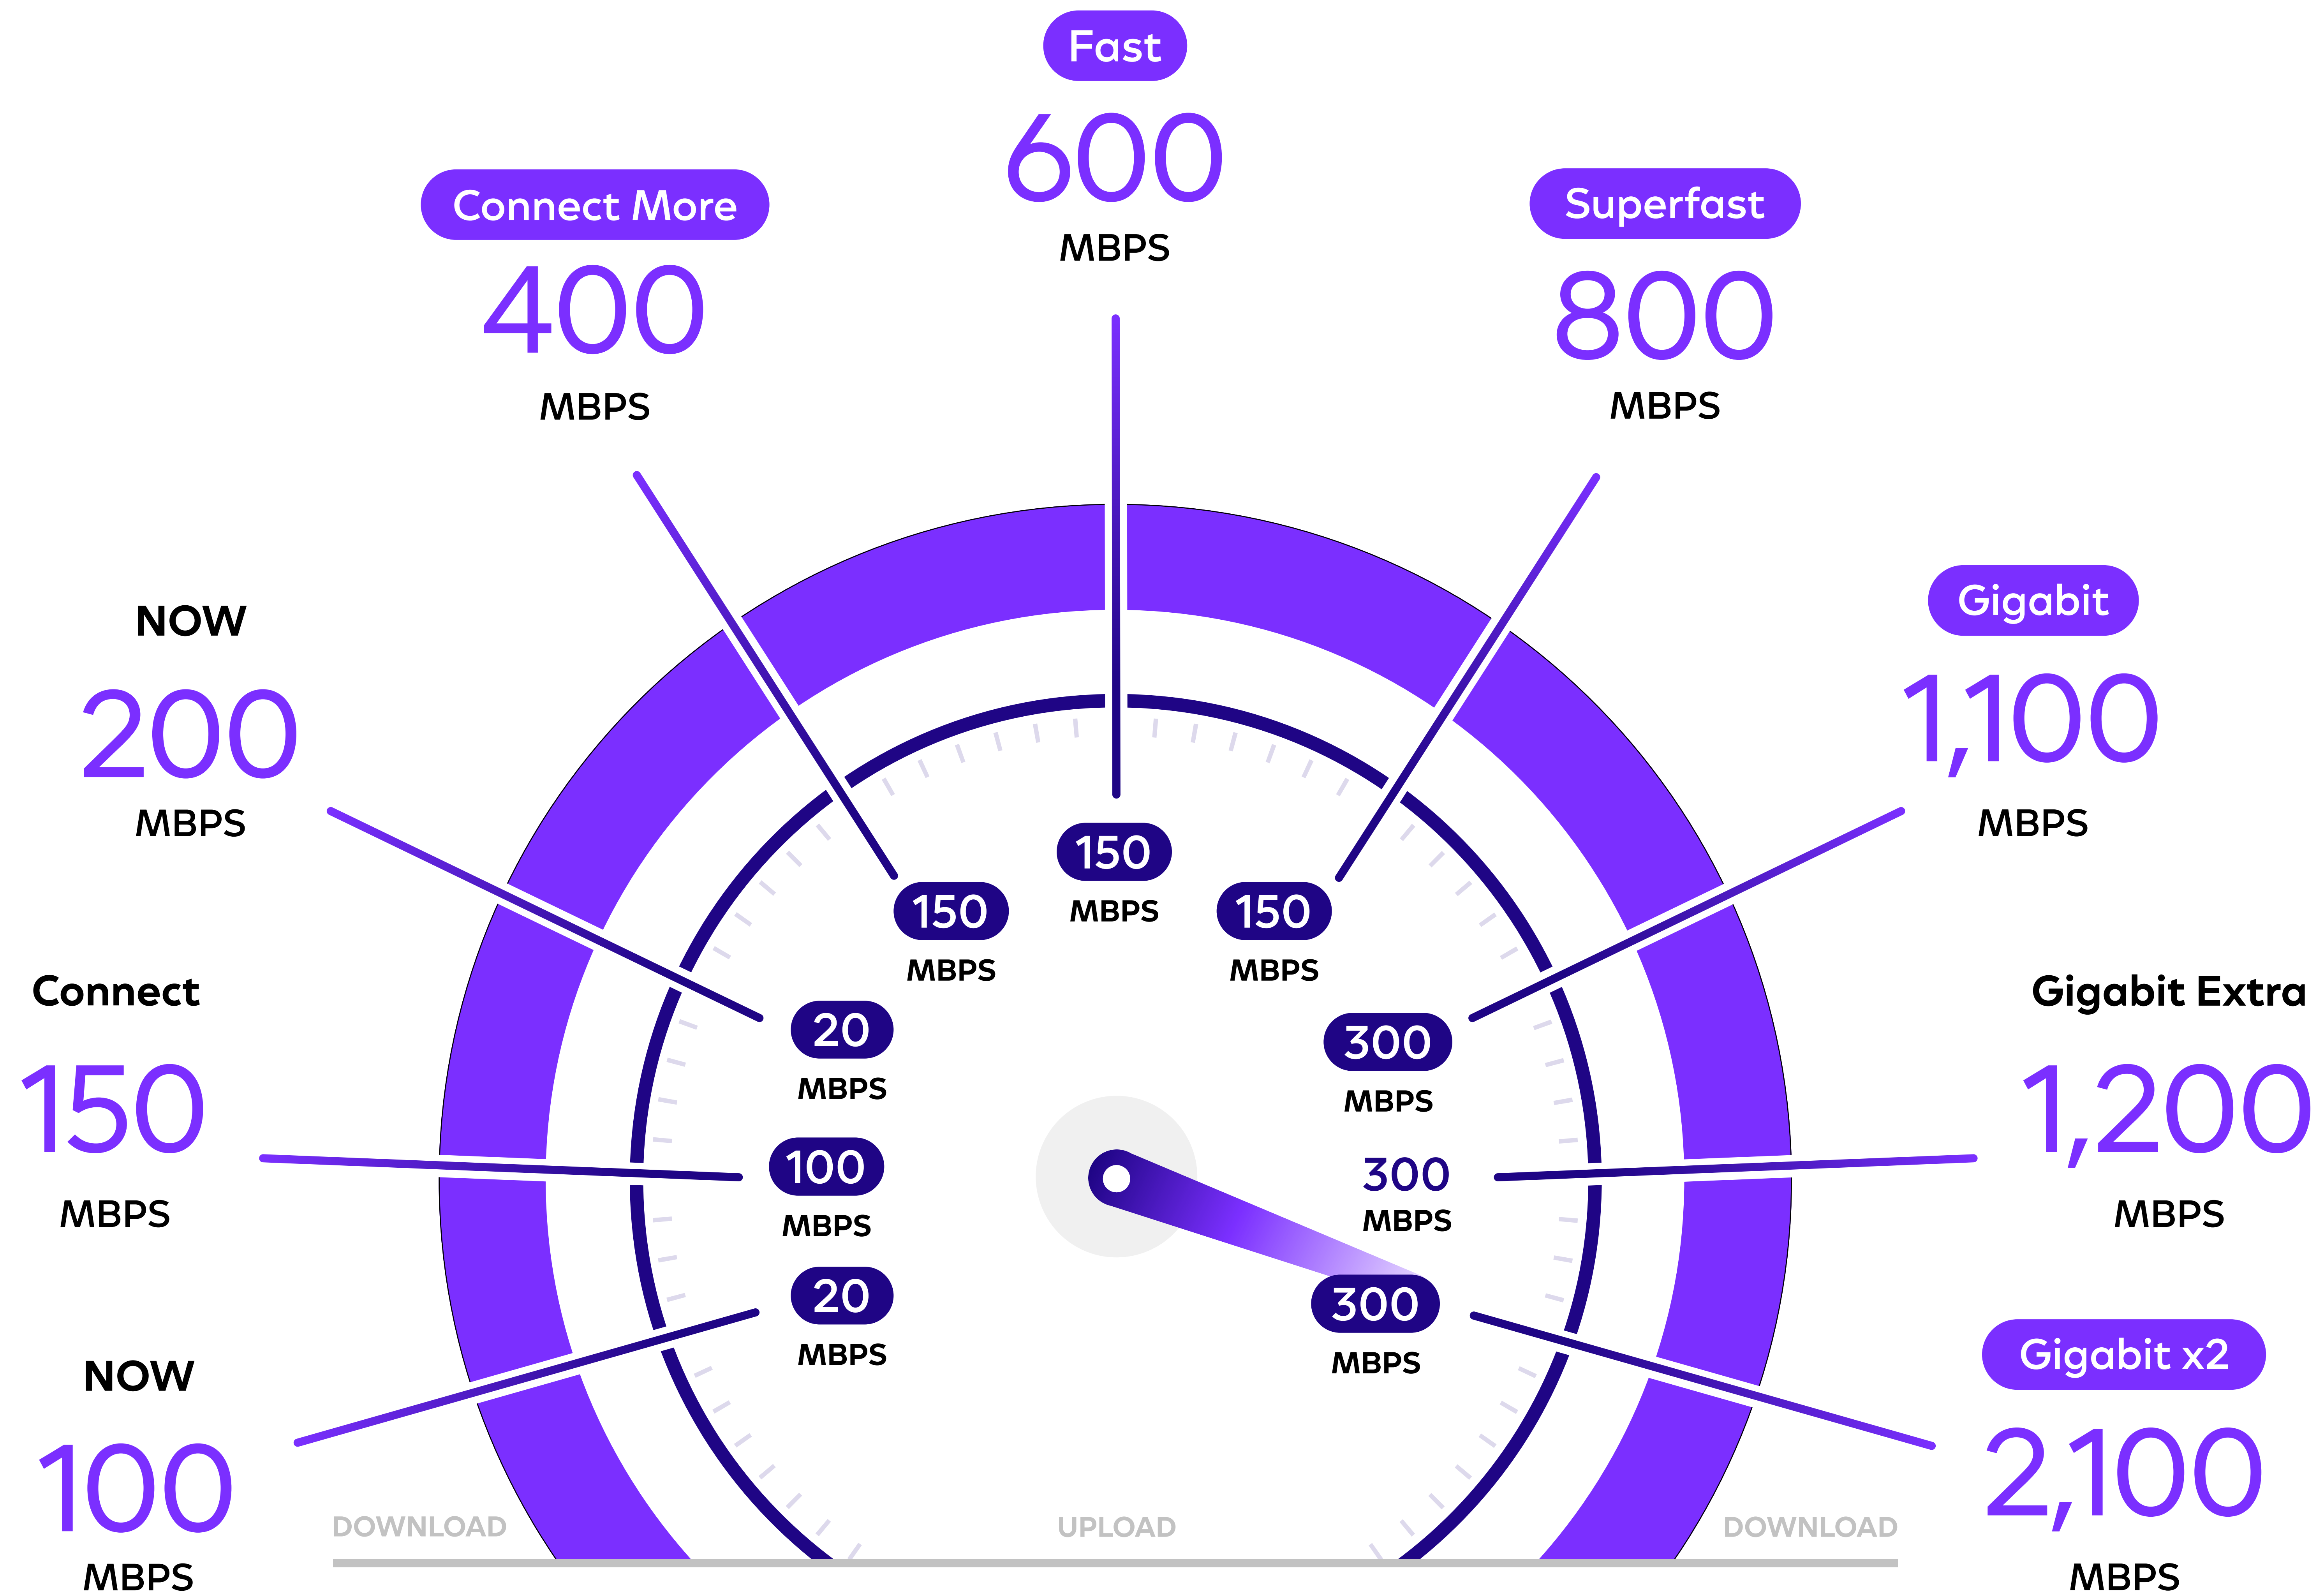 Fast
600
MBPS
Connect More
400
MBPS
Superfast
800
MBPS
Gigabit
1,100
MBPS
NOW
200
MBPS
150
MBPS
150
MBPS
150
MBPS
Connect
150
MBPS
20
MBPS
300
MBPS
Gigabit Extra
1,200
MBPS
100
MBPS
300
MBPS
20
MBPS
300
MBPS
NOW
100
MBPS
Gigabit x2
2,100
MBPS
DOWNLOAD
UPLOAD
DOWNLOAD